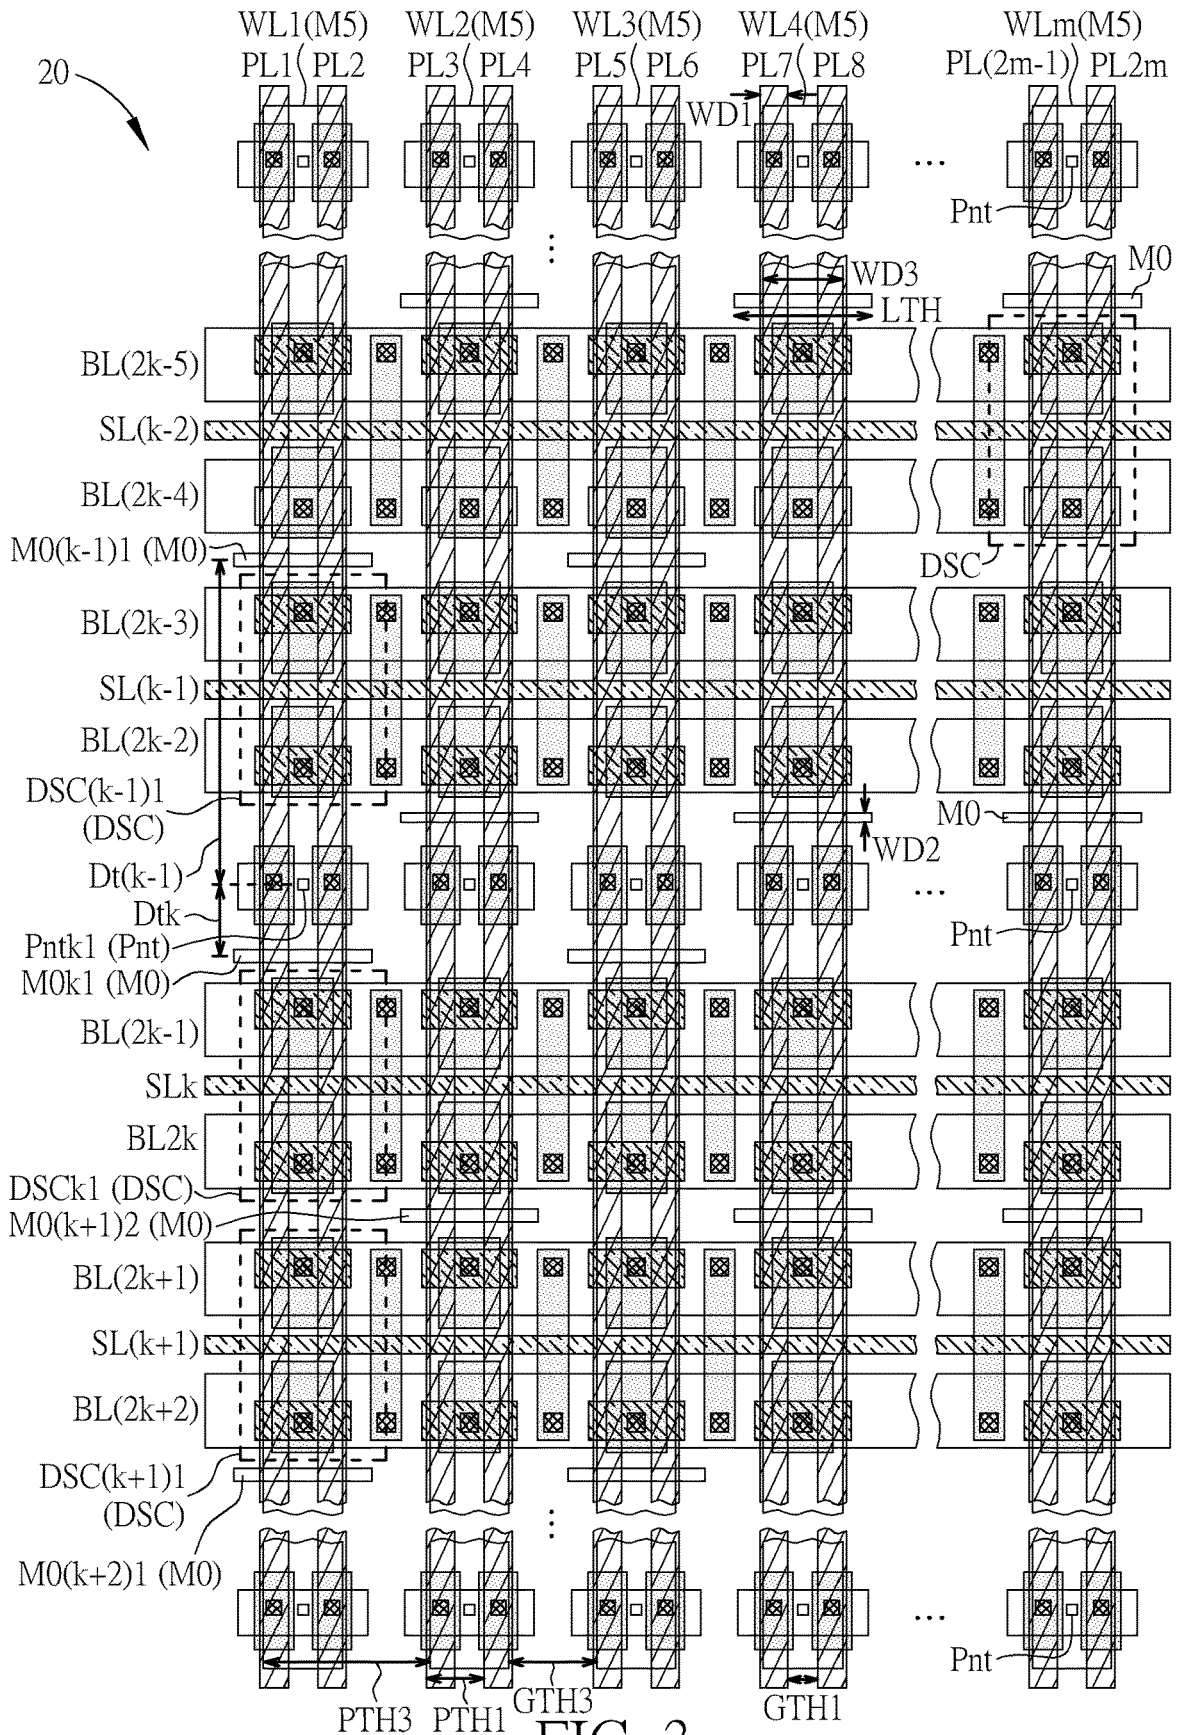 WL1(M5) WL2(M5) WL3(M5) WL4(M5) WLm(M5)
20 PL1 PL2 PL3 PL4 PL5 PL6 PL7 PL8 PL(2m-1) PL2m
WD1
...
Pnt
...
WD3 M0
LTH
BL(2k-5)
SL(k-2)
BL(2k-4)
M0(k-1)1 (M0)
DSC
BL(2k-3)
SL(k-1)
BL(2k-2)
DSC(k-1)1
(DSC)
M0
WD2
Dt(k-1)
...
Dtk
Pntk1 (Pnt)
Pnt
M0k1 (M0)
BL(2k-1)
SLk
BL2k
DSCk1 (DSC)
M0(k+1)2 (M0)
BL(2k+1)
SL(k+1)
BL(2k+2)
DSC(k+1)1
(DSC)
...
M0(k+2)1 (M0)
...
Pnt
PTH3 PTH1 GTH3 GTH1
FIG. 2